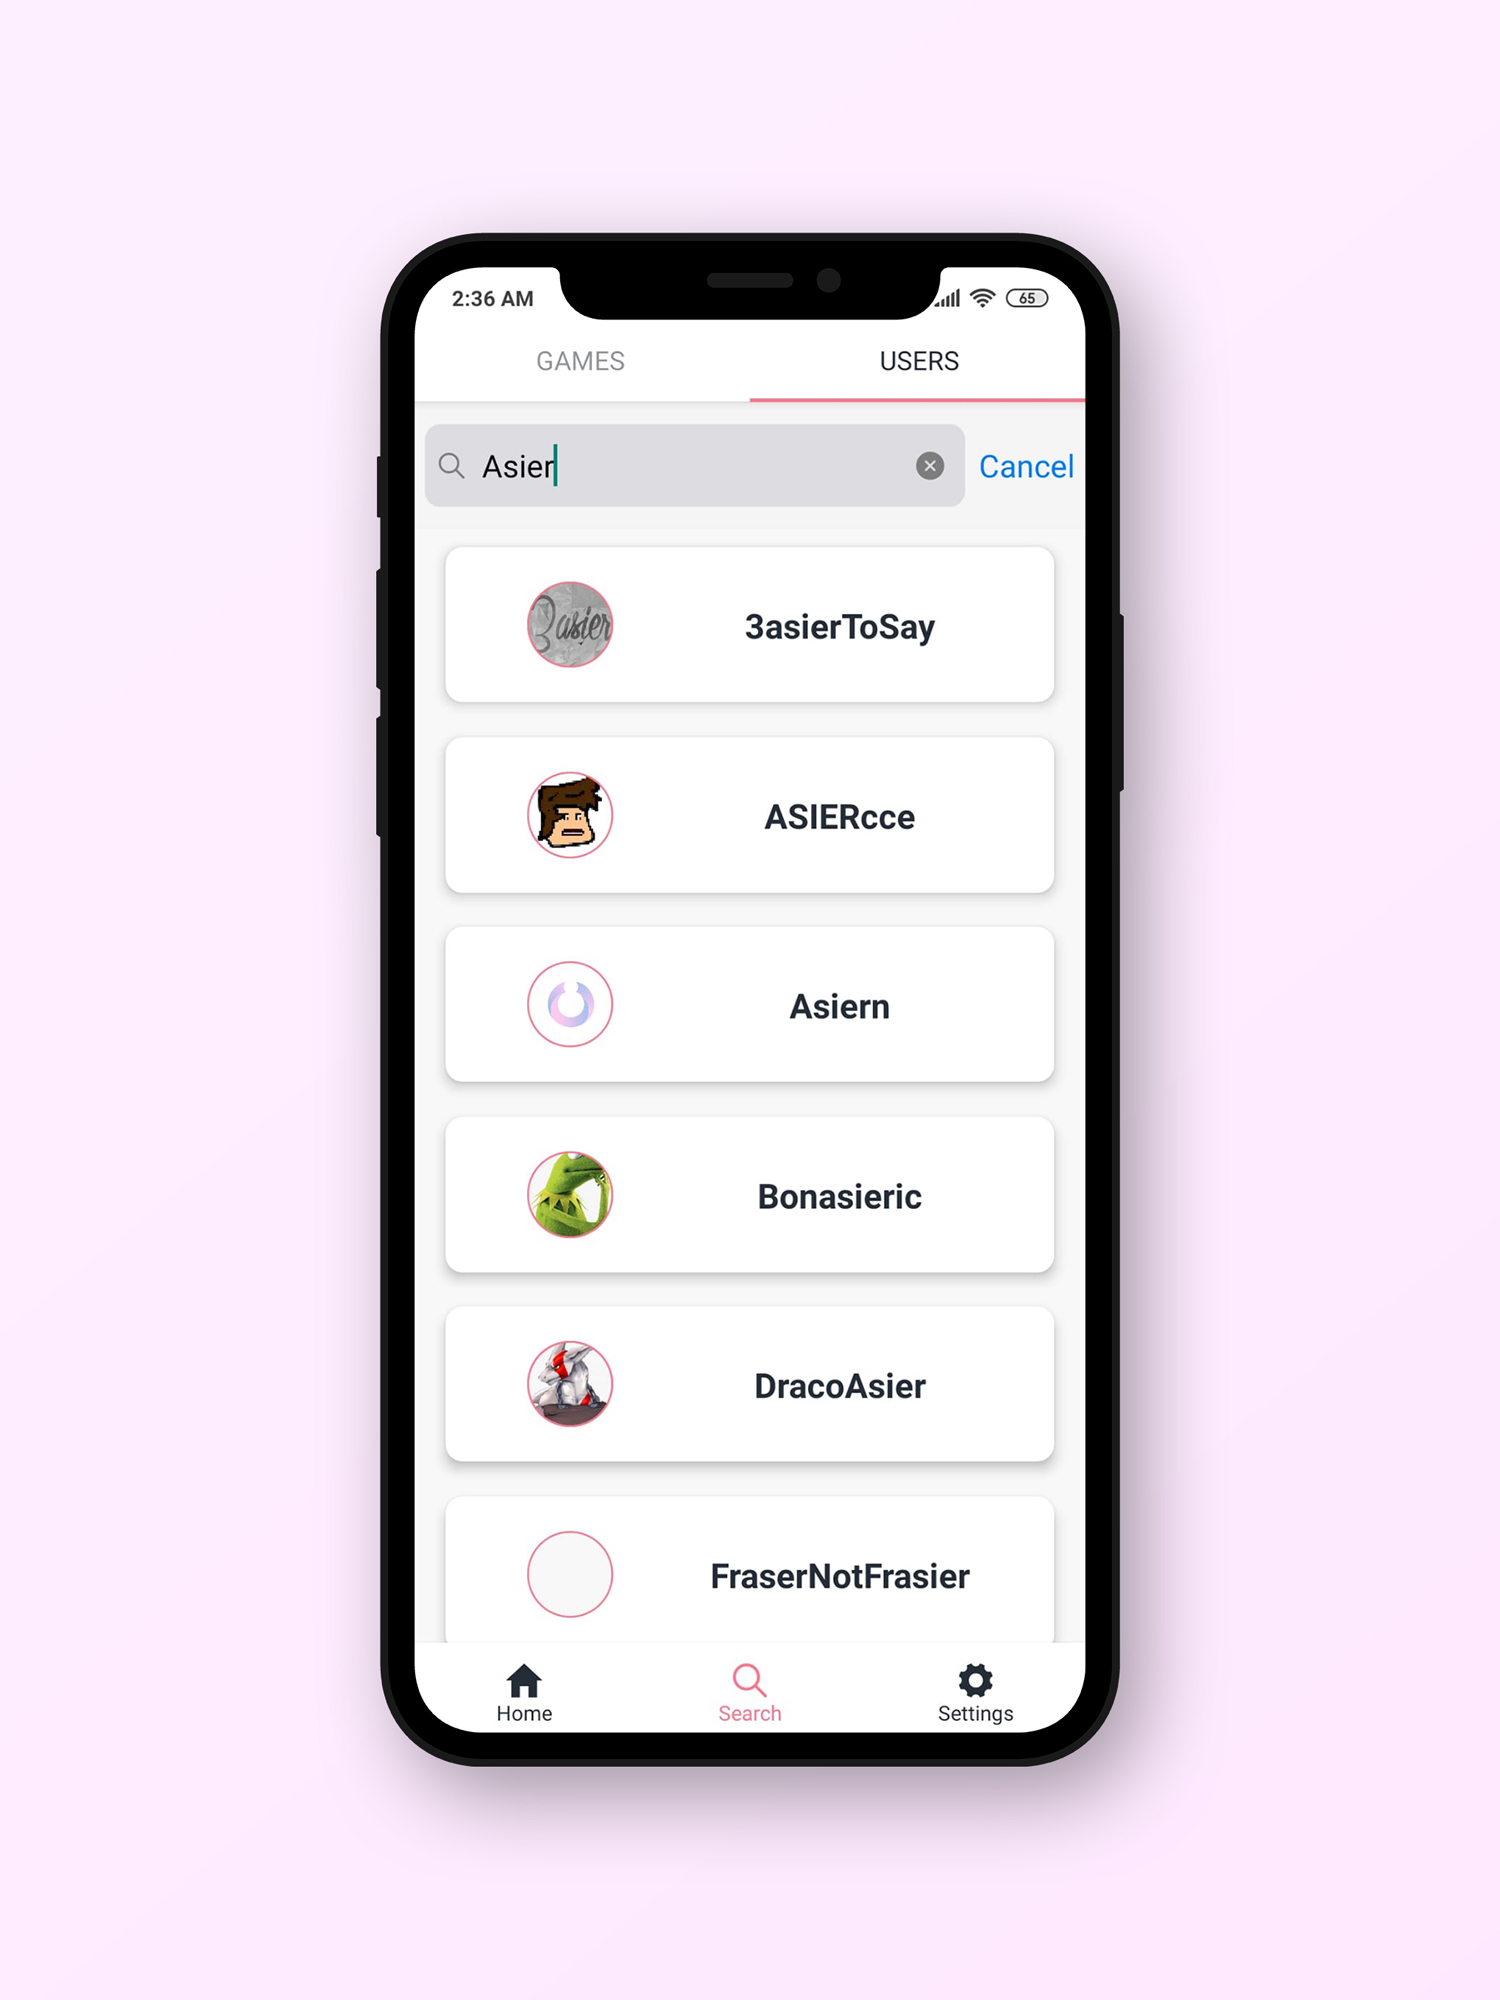 2:36 AM 65
GAMES USERS
Asier Cancel
3asier
3asierToSay
ASIERcce
Asiern
Bonasieric
DracoAsier
FraserNotFrasier
Home Search Settings